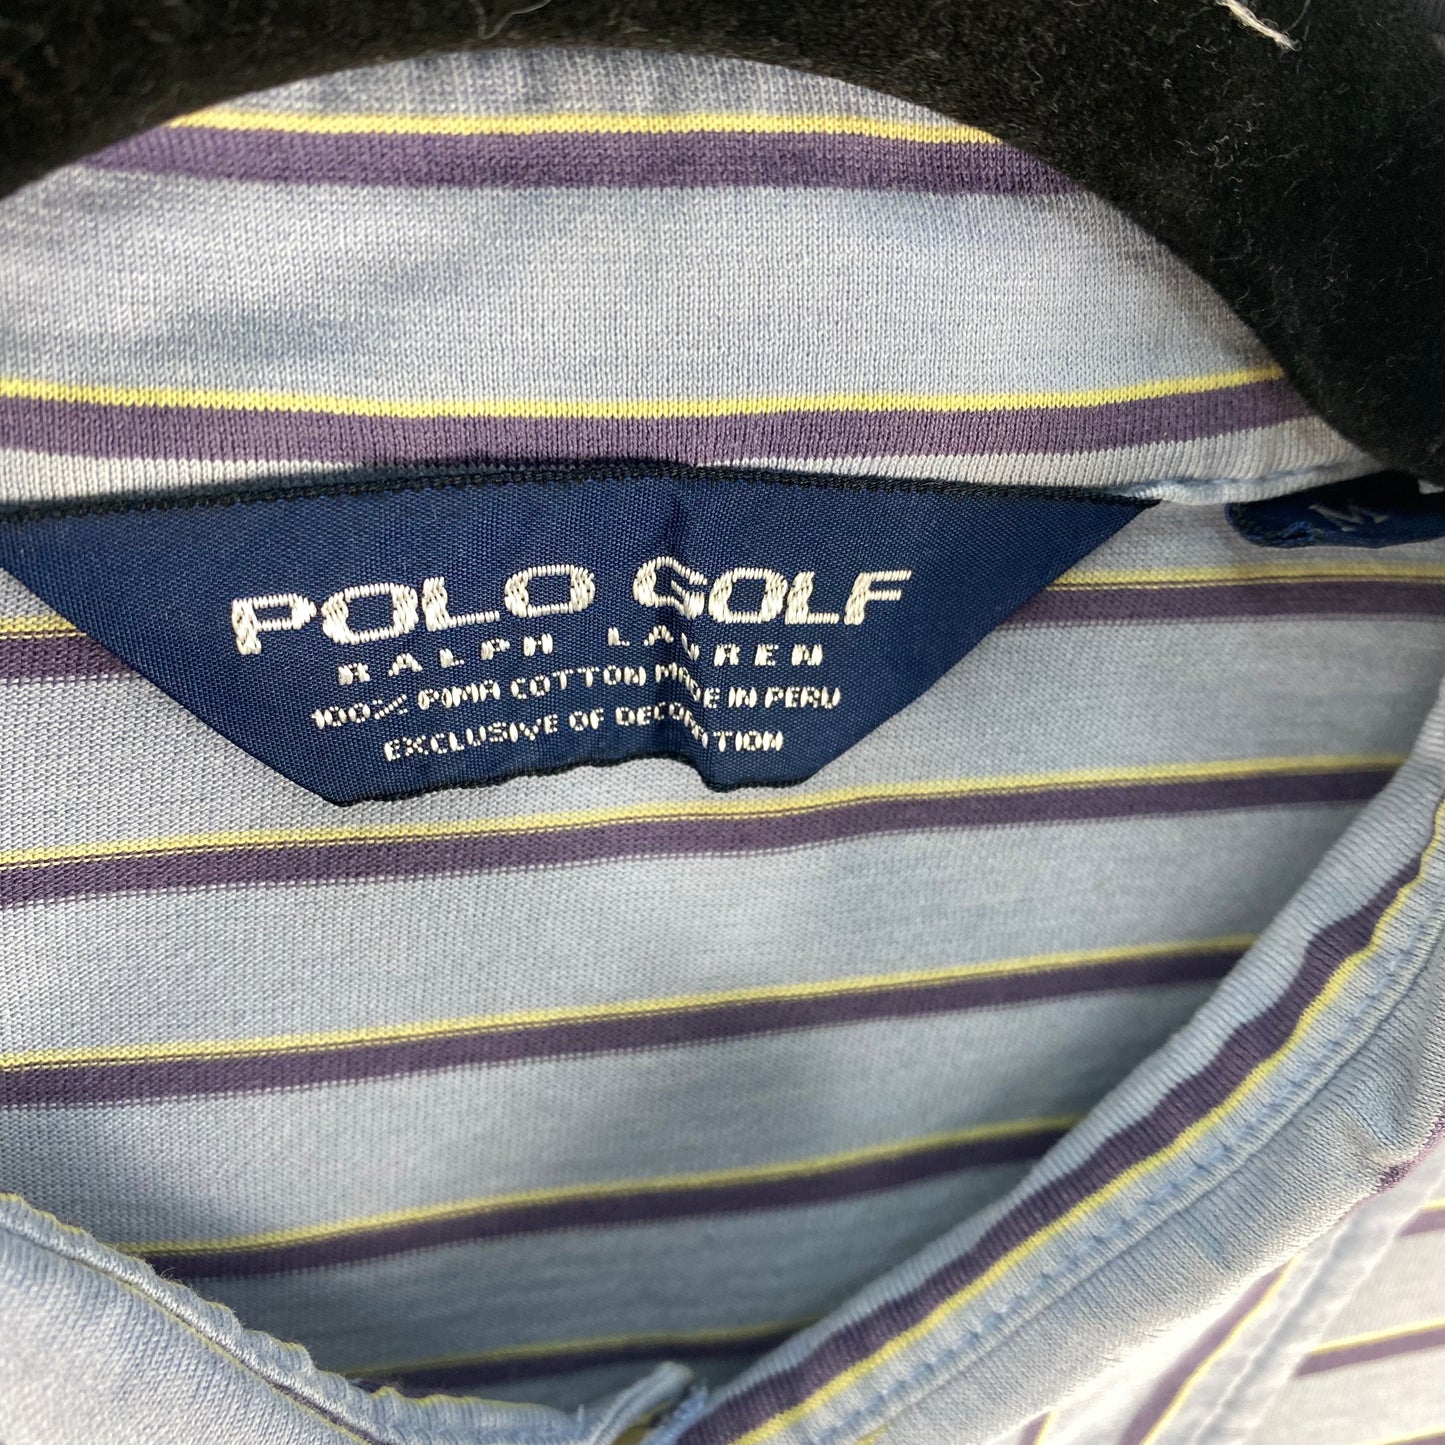 POLO GOLF
RALPH LAUREN
100% PIMA COTTON MADE IN PERU
EXCLUSIVE OF DECORATION
M